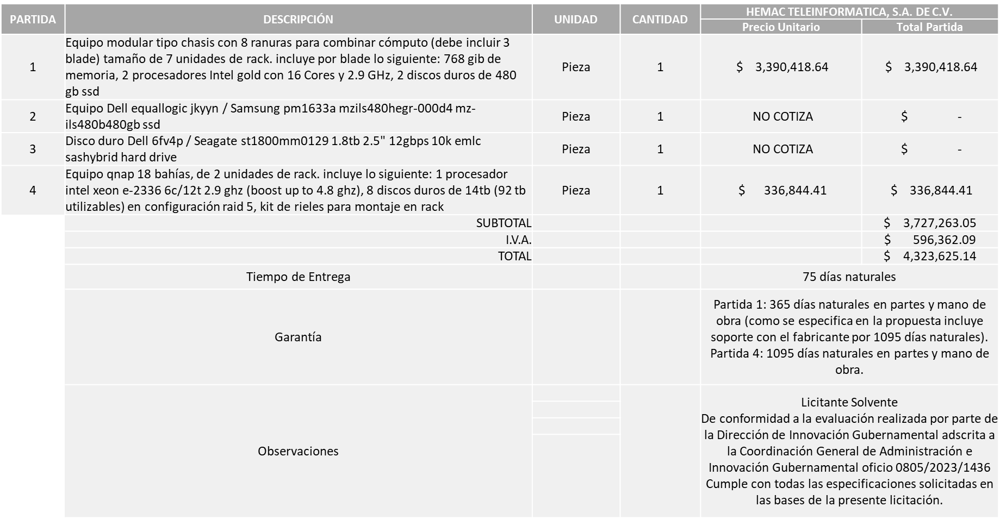 PARTIDA DESCRIPCIÓN UNIDAD CANTIDAD HEMAC TELEINFORMATICA, S.A. DE C.V.
Precio Unitario Total Partida
1
Equipo modular tipo chasis con 8 ranuras para combinar cómputo (debe incluir 3
blade) tamaño de 7 unidades de rack. incluye por blade lo siguiente: 768 gib de
memoria, 2 procesadores Intel gold con 16 Cores y 2.9 GHz, 2 discos duros de 480
gb ssd
Pieza 1 $ 3,390,418.64 $ 3,390,418.64
2
Equipo Dell equallogic jkyyn / Samsung pm1633a mzils480hegr-000d4 mz-
ils480b480gb ssd
Pieza 1 NO COTIZA $ -
3
Disco duro Dell 6fv4p / Seagate st1800mm0129 1.8tb 2.5" 12gbps 10k emlc
sashybrid hard drive
Pieza 1 NO COTIZA $ -
4
Equipo qnap 18 bahías, de 2 unidades de rack. incluye lo siguiente: 1 procesador
intel xeon e-2336 6c/12t 2.9 ghz (boost up to 4.8 ghz), 8 discos duros de 14tb (92 tb
utilizables) en configuración raid 5, kit de rieles para montaje en rack
Pieza 1 $ 336,844.41 $ 336,844.41
SUBTOTAL $ 3,727,263.05
I.V.A. $ 596,362.09
TOTAL $ 4,323,625.14
Tiempo de Entrega 75 días naturales
Garantía
Partida 1: 365 días naturales en partes y mano de
obra (como se especifica en la propuesta incluye
soporte con el fabricante por 1095 días naturales).
Partida 4: 1095 días naturales en partes y mano de
obra.
Observaciones
Licitante Solvente
De conformidad a la evaluación realizada por parte de
la Dirección de Innovación Gubernamental adscrita a
la Coordinación General de Administración e
Innovación Gubernamental oficio 0805/2023/1436
Cumple con todas las especificaciones solicitadas en
las bases de la presente licitación.